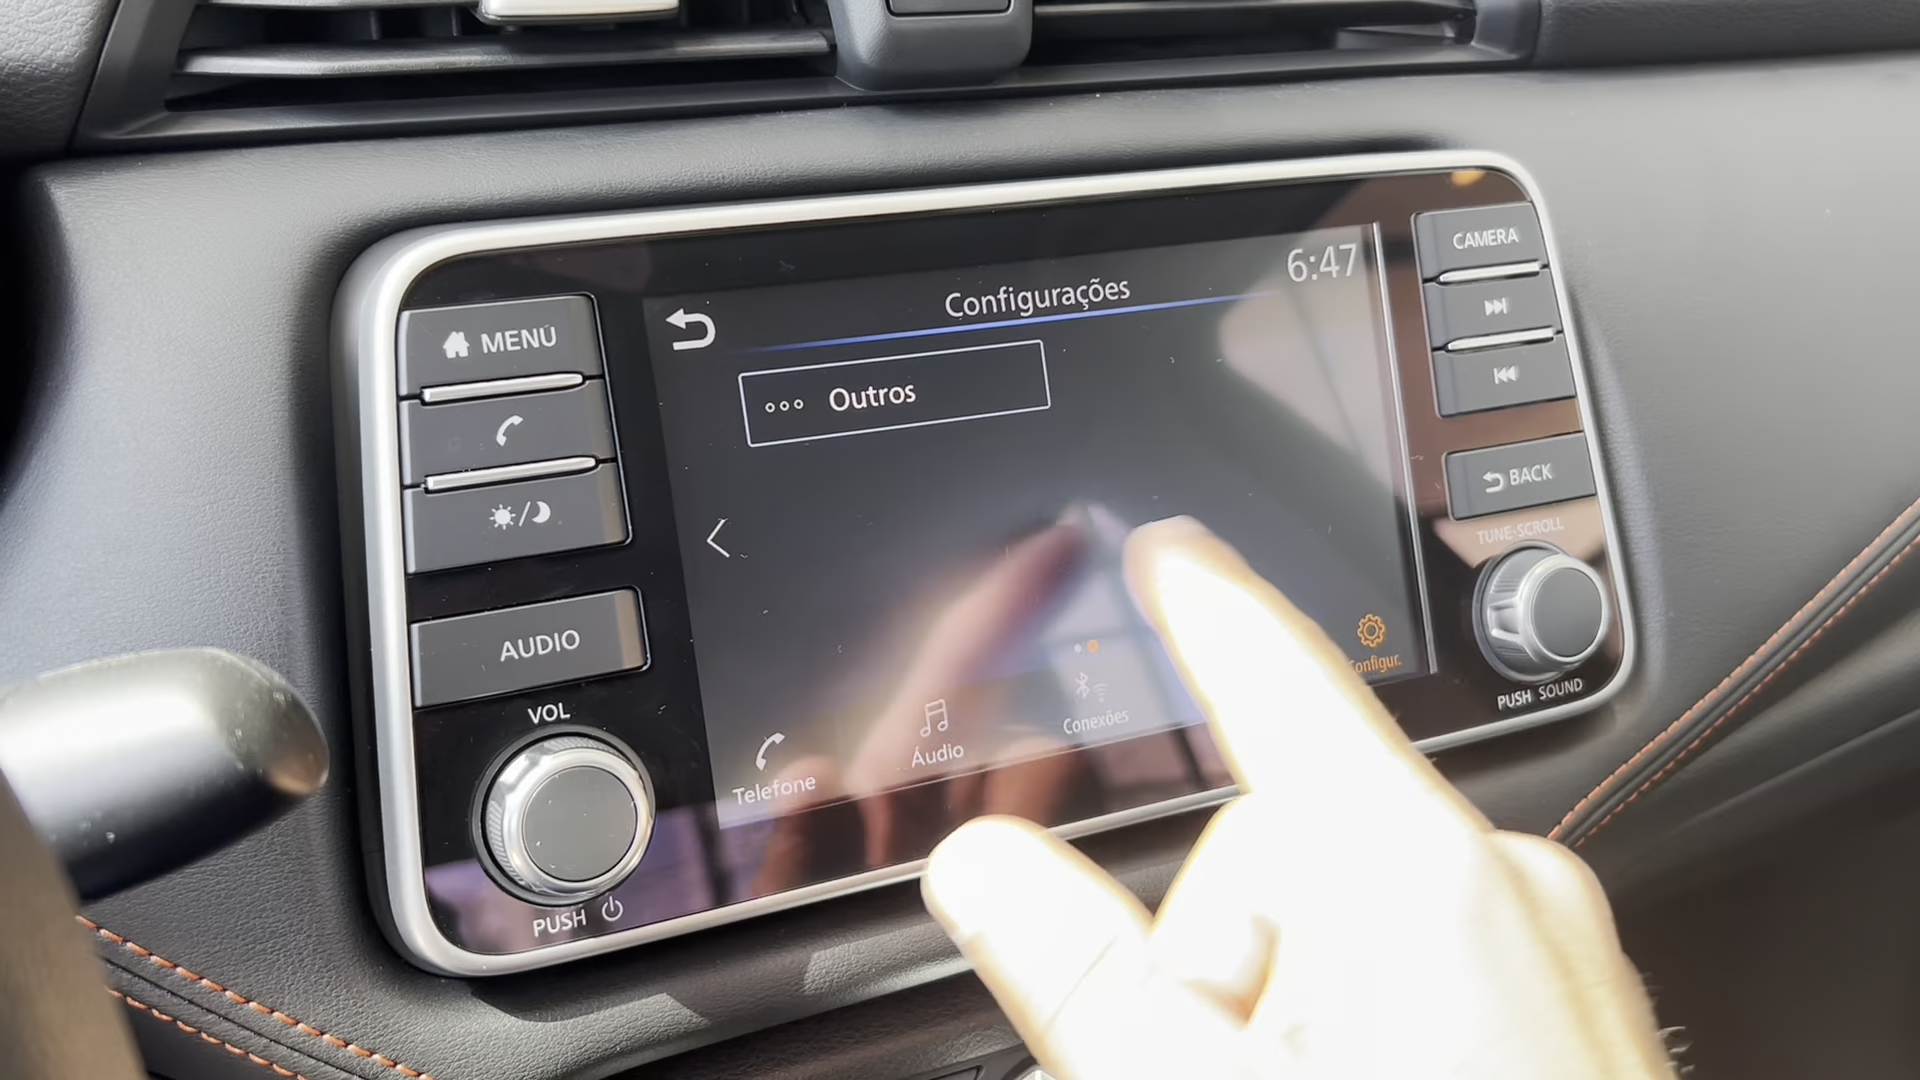 MENU
AUDIO
VOL
PUSH
Configurações
6:47
Outros
Telefone
Áudio
Conexões
Configur.
CAMERA
BACK
TUNE·SCROLL
PUSH SOUND